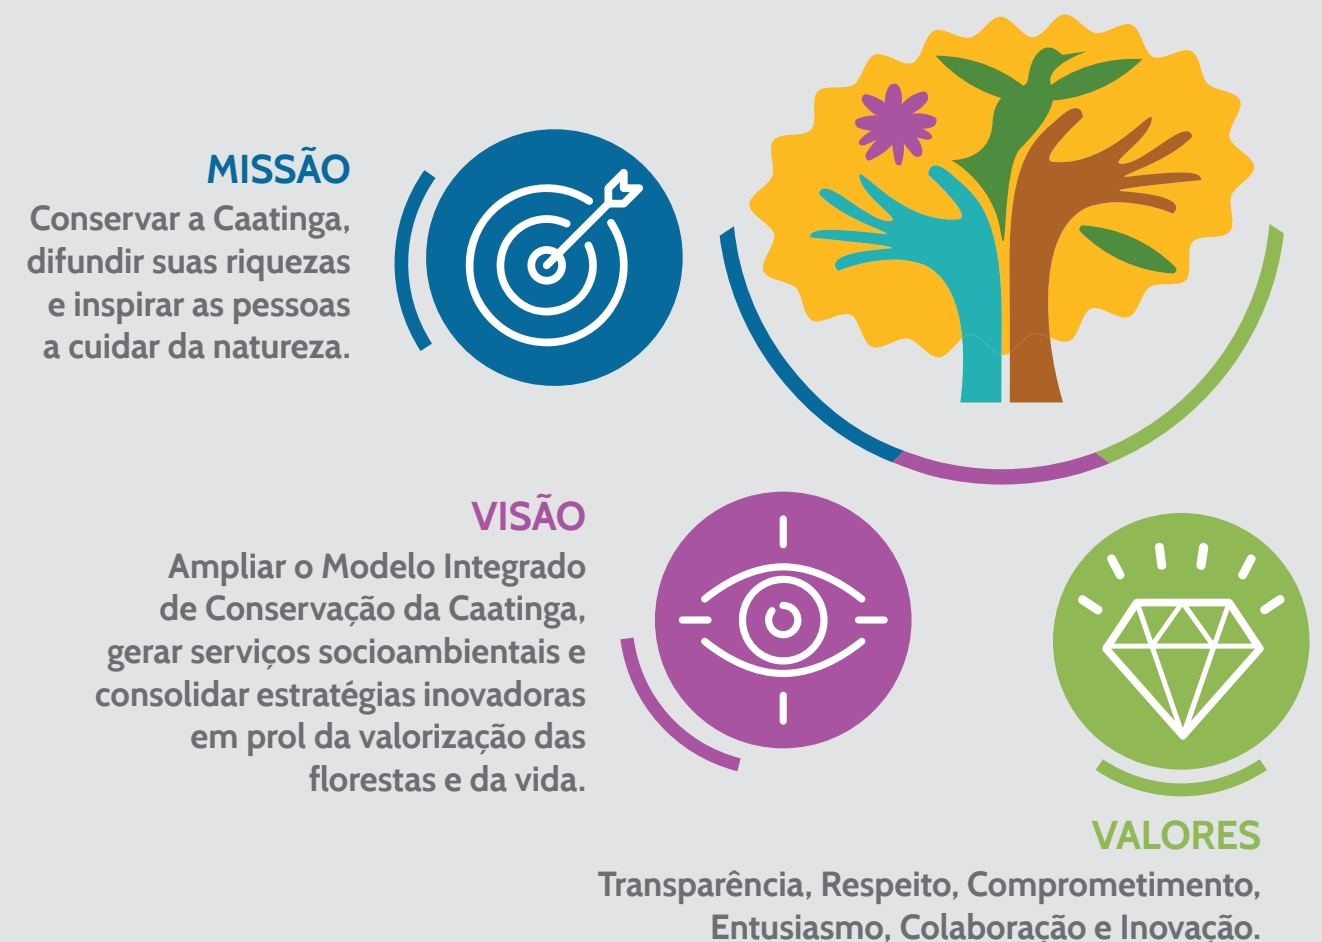 MISSÃO
Conservar a Caatinga,
difundir suas riquezas
e inspirar as pessoas
a cuidar da natureza.
VISÃO
Ampliar o Modelo Integrado
de Conservação da Caatinga,
gerar serviços socioambientais e
consolidar estratégias inovadoras
em prol da valorização das
florestas e da vida.
VALORES
Transparência, Respeito, Comprometimento,
Entusiasmo, Colaboração e Inovação.